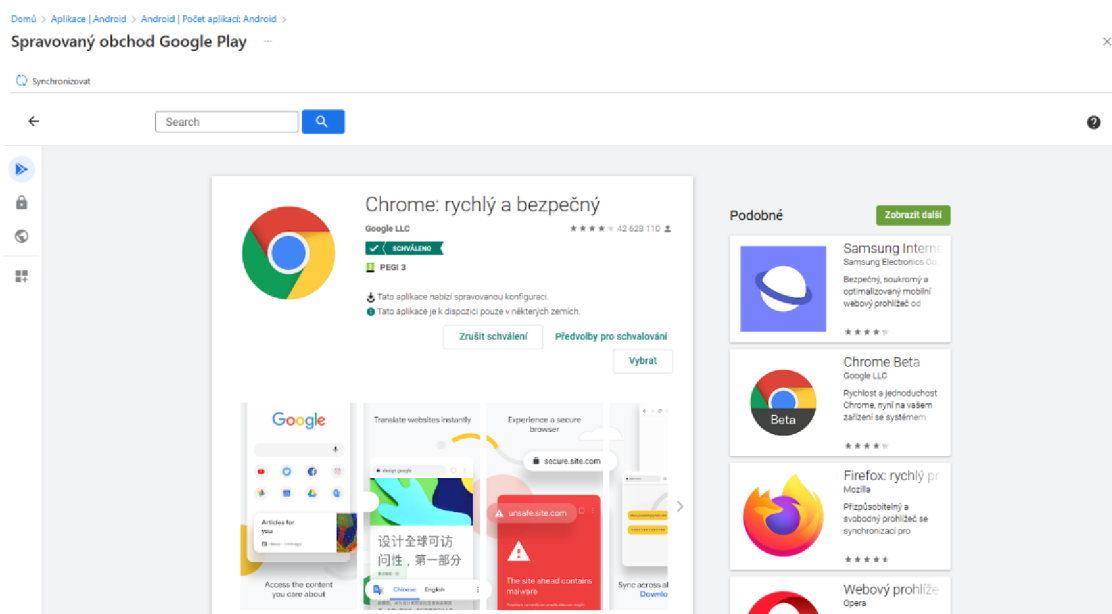 Domů > Aplikace | Android > Android | Počet aplikací: Android >
Spravovaný obchod Google Play ...
Synchronizovat
Search
Chrome: rychlý a bezpečný
Google LLC
42 628 110
SCHVÁLENO
PEGI 3
Tato aplikace nabízí spravovanou konfiguraci.
Tato aplikace je k dispozici pouze v některých zemích.
Zrušit schválení
Předvolby pro schvalování
Vybrat
Google
Articles for
you
Access the content
you care about
Translate websites instantly
design.google
设计全球可访
问性，第一部分
Chinese English
Experience a secure
browser
secure.site.com
unsafe.site.com
The site ahead contains
malware
Sync across al
Downlo
Podobné
Zobrazit další
Samsung Interne
Samsung Electronics Co.
Bezpečný, soukromý a
optimalizovaný mobilní
webový prohlížeč od
Chrome Beta
Google LLC
Rychlost a jednoduchost
Chrome, nyní na vašem
zařízení se systémem
Beta
Firefox: rychlý pr
Mozilla
Přizpůsobitelný a
svobodný prohlížeč se
synchronizací pro
Webový prohlíže
Opera